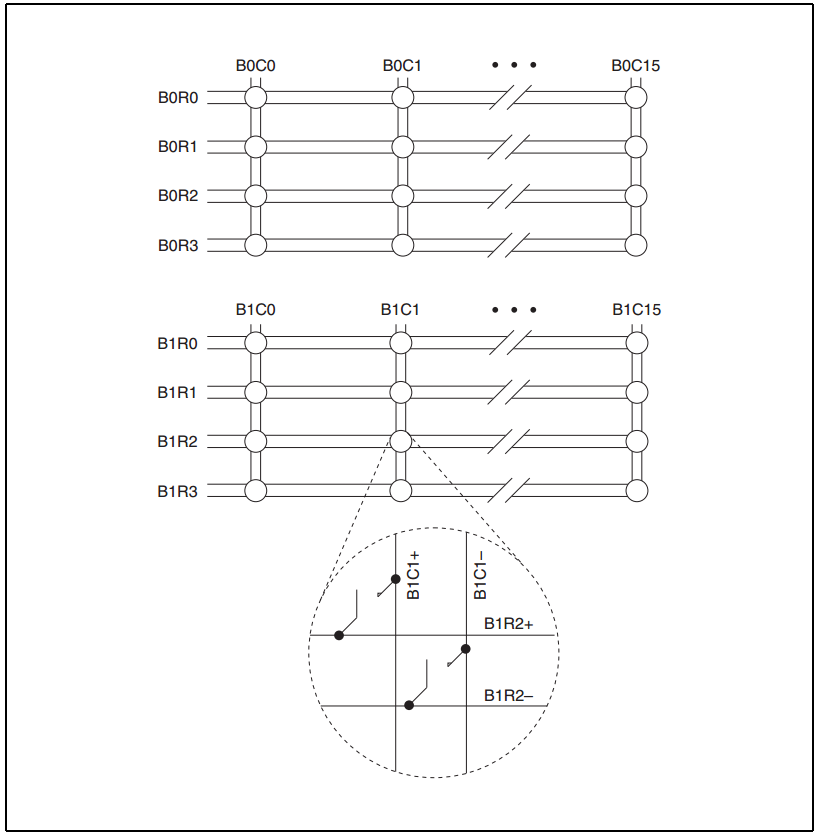 B0C0 B0C1 • • • B0C15
B0R0
B0R1
B0R2
B0R3
B1C0 B1C1 • • • B1C15
B1R0
B1R1
B1R2
B1R3
B1C1+
B1C1–
B1R2+
B1R2–